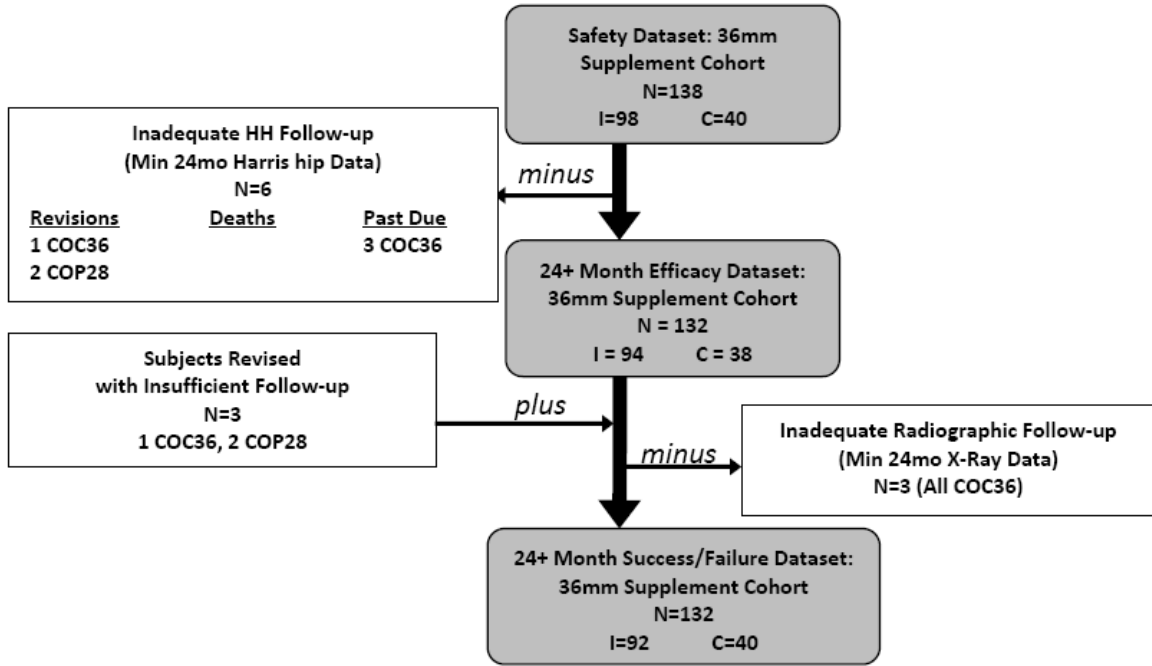 Safety Dataset: 36mm
Supplement Cohort
N=138
I=98 C=40
Inadequate HH Follow-up
(Min 24mo Harris hip Data)
N=6
Revisions Deaths Past Due
1 COC36 3 COC36
2 COP28
minus
24+ Month Efficacy Dataset:
36mm Supplement Cohort
N = 132
I = 94 C = 38
Subjects Revised
with Insufficient Follow-up
N=3
1 COC36, 2 COP28
plus
minus
Inadequate Radiographic Follow-up
(Min 24mo X-Ray Data)
N=3 (All COC36)
24+ Month Success/Failure Dataset:
36mm Supplement Cohort
N=132
I=92 C=40